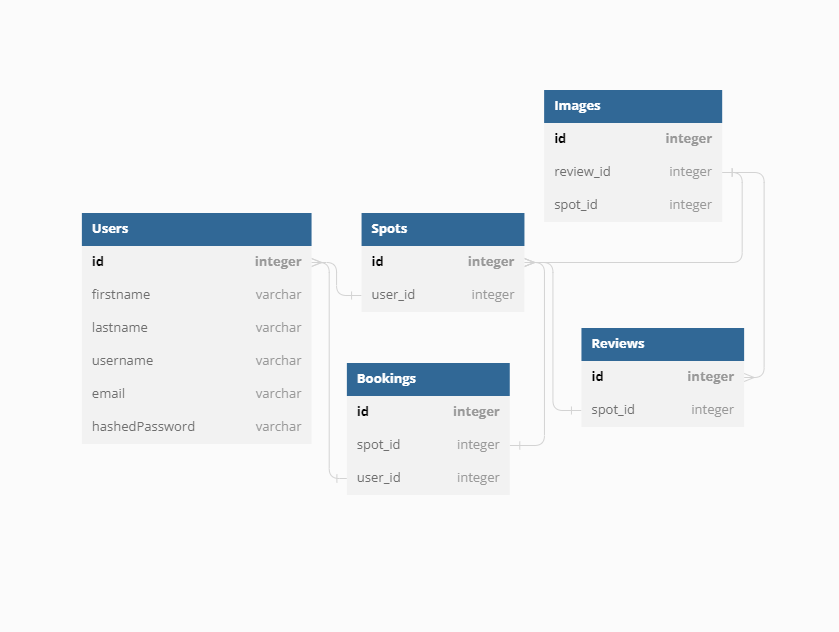 Images
id integer
review_id integer
spot_id integer
Users
id integer
firstname varchar
lastname varchar
username varchar
email varchar
hashedPassword varchar
Spots
id integer
user_id integer
Bookings
id integer
spot_id integer
user_id integer
Reviews
id integer
spot_id integer